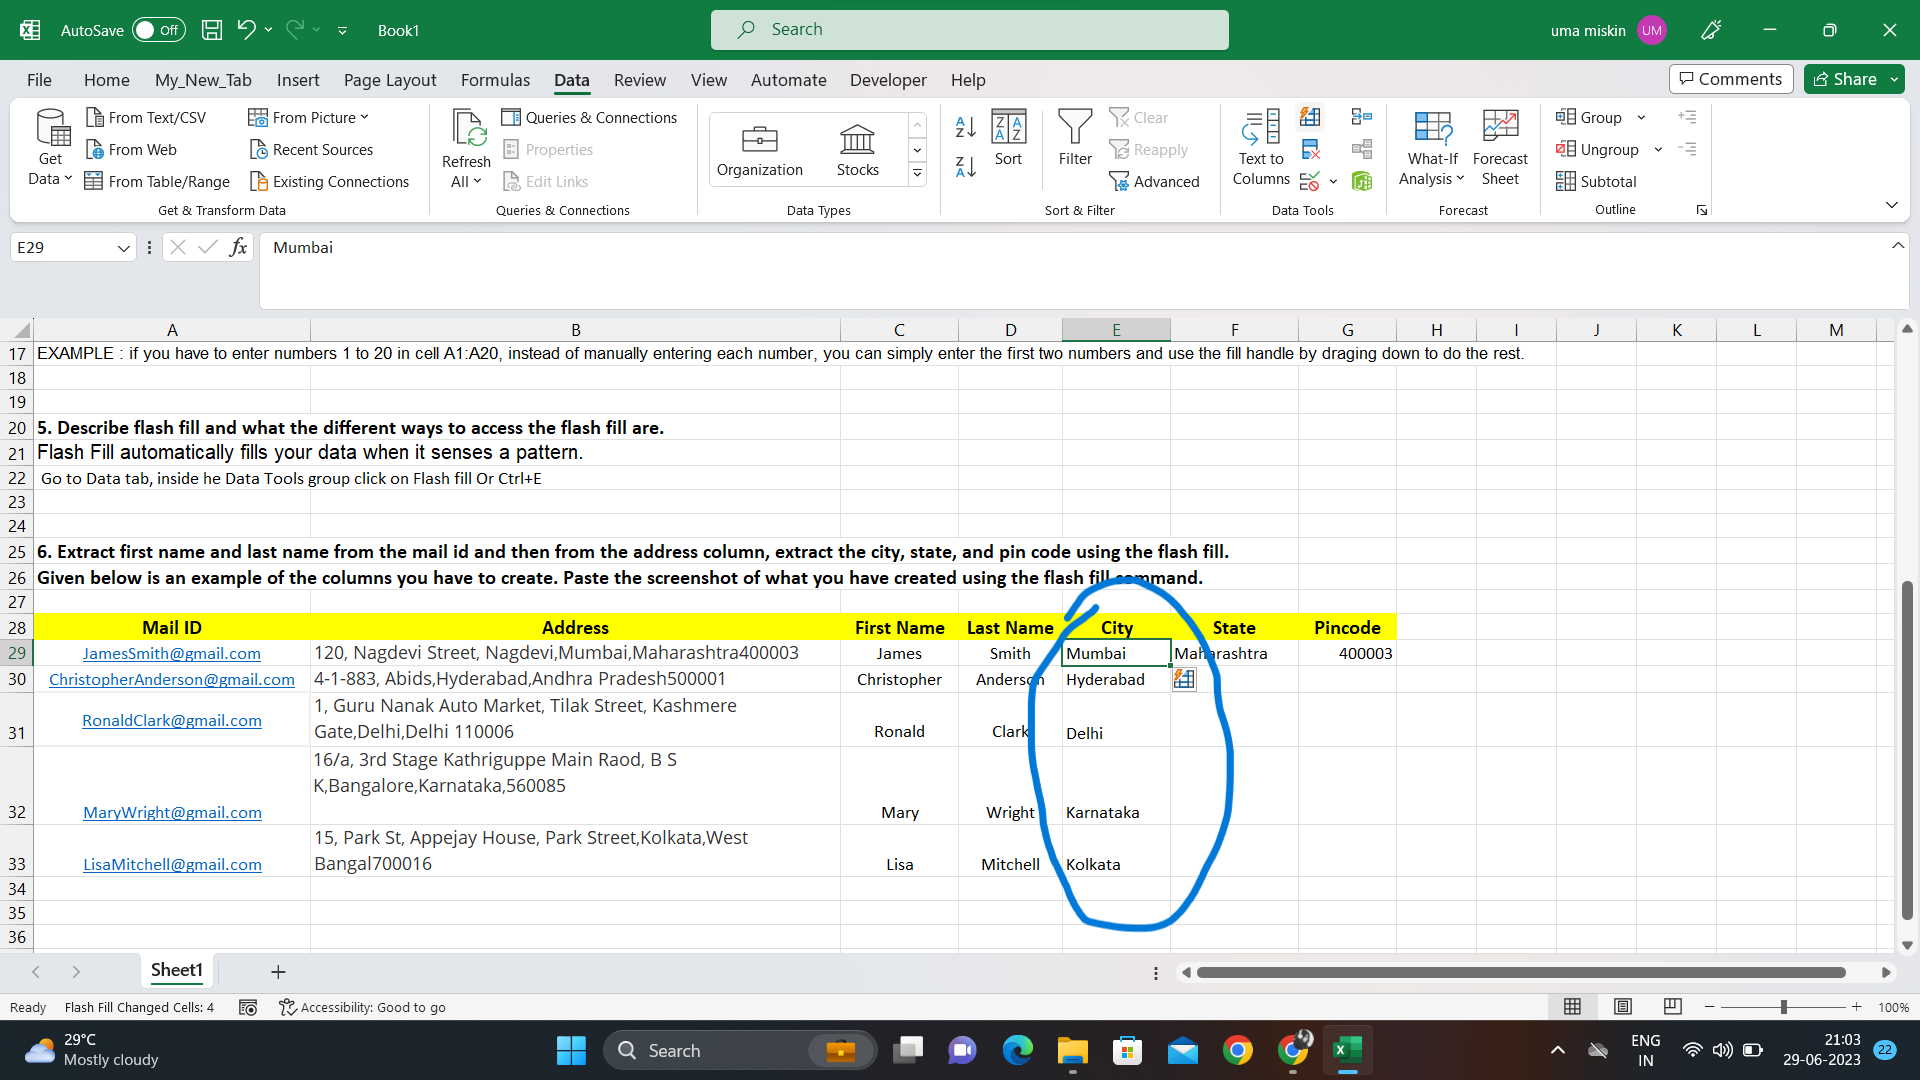 AutoSave Off Book1 Search uma miskin UM
File Home My_New_Tab Insert Page Layout Formulas Data Review View Automate Developer Help Comments Share
Get Data
From Text/CSV
From Web
From Table/Range
From Picture
Recent Sources
Existing Connections
Get & Transform Data
Refresh All
Queries & Connections
Properties
Edit Links
Queries & Connections
Organization Stocks
Data Types
Sort
Filter
Clear
Reapply
Advanced
Sort & Filter
Text to Columns
Data Tools
What-If Analysis
Forecast Sheet
Forecast
Group
Ungroup
Subtotal
Outline
E29 fx Mumbai
A B C D E F G H I J K L M
17 EXAMPLE : if you have to enter numbers 1 to 20 in cell A1:A20, instead of manually entering each number, you can simply enter the first two numbers and use the fill handle by draging down to do the rest.
18
19
20 5. Describe flash fill and what the different ways to access the flash fill are.
21 Flash Fill automatically fills your data when it senses a pattern.
22 Go to Data tab, inside he Data Tools group click on Flash fill Or Ctrl+E
23
24
25 6. Extract first name and last name from the mail id and then from the address column, extract the city, state, and pin code using the flash fill.
26 Given below is an example of the columns you have to create. Paste the screenshot of what you have created using the flash fill command.
27
28 Mail ID Address First Name Last Name City State Pincode
29 JamesSmith@gmail.com 120, Nagdevi Street, Nagdevi,Mumbai,Maharashtra400003 James Smith Mumbai Maharashtra 400003
30 ChristopherAnderson@gmail.com 4-1-883, Abids,Hyderabad,Andhra Pradesh500001 Christopher Anderson Hyderabad
1, Guru Nanak Auto Market, Tilak Street, Kashmere
31 RonaldClark@gmail.com Gate,Delhi,Delhi 110006 Ronald Clark Delhi
16/a, 3rd Stage Kathriguppe Main Raod, B S
K,Bangalore,Karnataka,560085
32 MaryWright@gmail.com Mary Wright Karnataka
15, Park St, Appejay House, Park Street,Kolkata,West
33 LisaMitchell@gmail.com Bangal700016 Lisa Mitchell Kolkata
34
35
36
Sheet1
Ready Flash Fill Changed Cells: 4 Accessibility: Good to go 100%
29°C
Mostly cloudy
Search
ENG
IN
21:03
29-06-2023
22